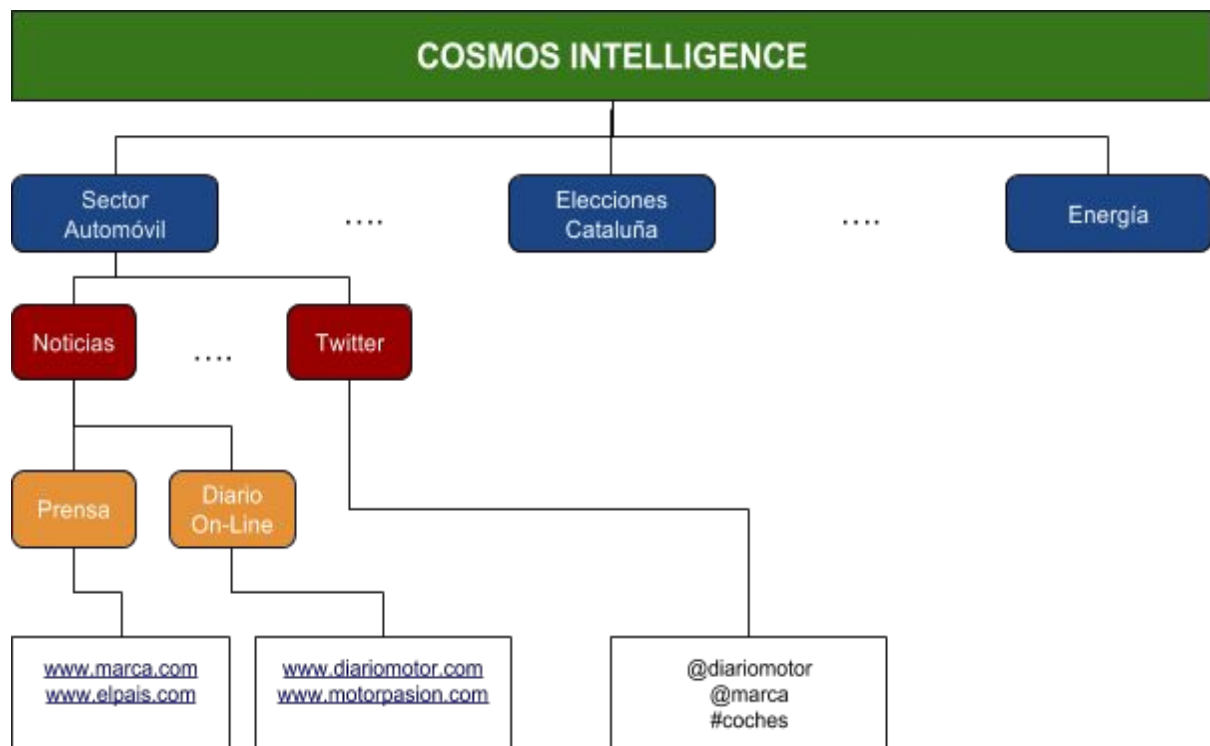 COSMOS INTELLIGENCE
Sector
Automóvil
....
Elecciones
Cataluña
....
Energía
Noticias
....
Twitter
Prensa
Diario
On-Line
www.marca.com
www.elpais.com
www.diariomotor.com
www.motorpasion.com
@diariomotor
@marca
#coches